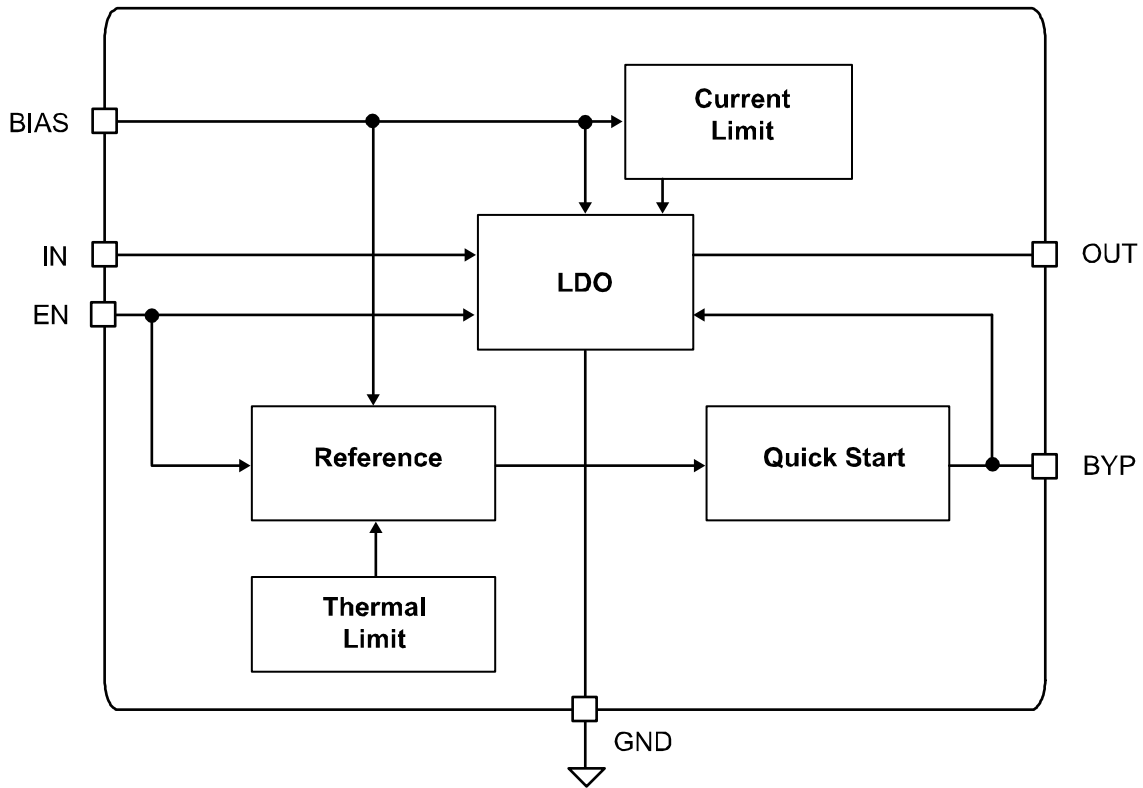 Current
Limit
BIAS
IN
LDO
OUT
EN
Reference
Quick Start
BYP
Thermal
Limit
GND